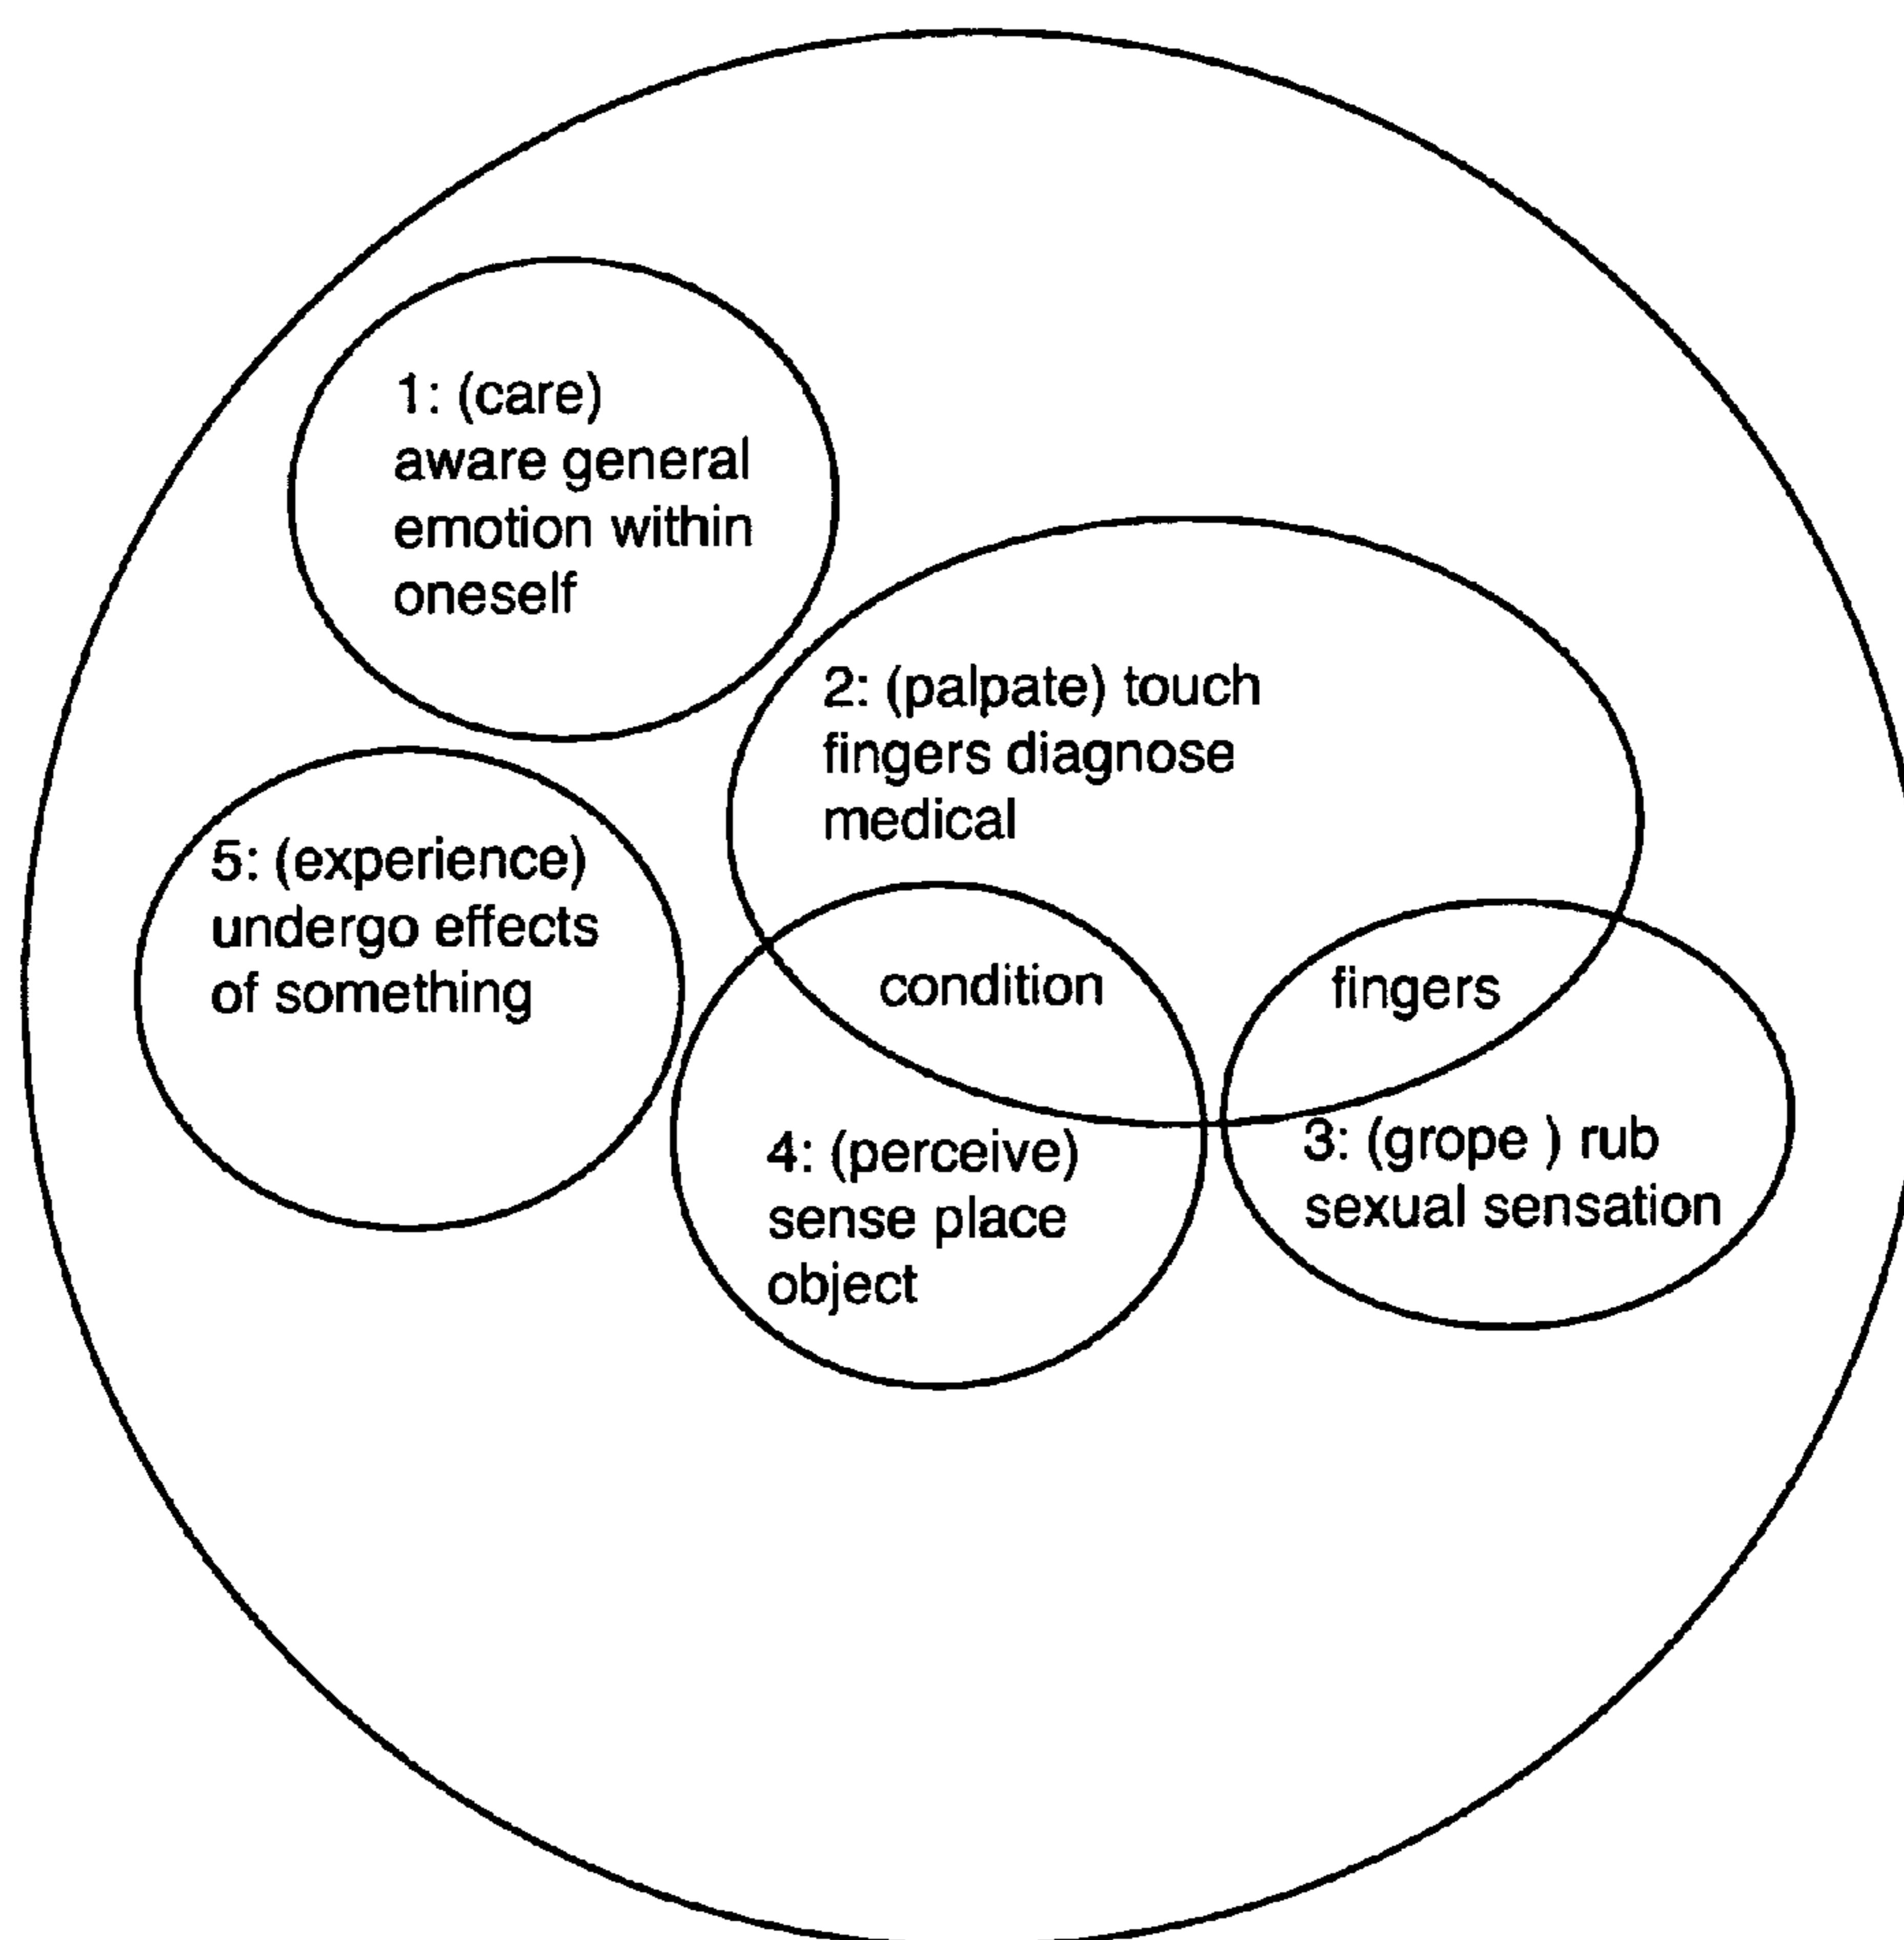 1: (care)
aware general
emotion within
oneself
2: (palpate) touch
fingers diagnose
medical
5: (experience)
undergo effects
of something
condition
fingers
4: (perceive)
sense place
object
3: (grope ) rub
sexual sensation